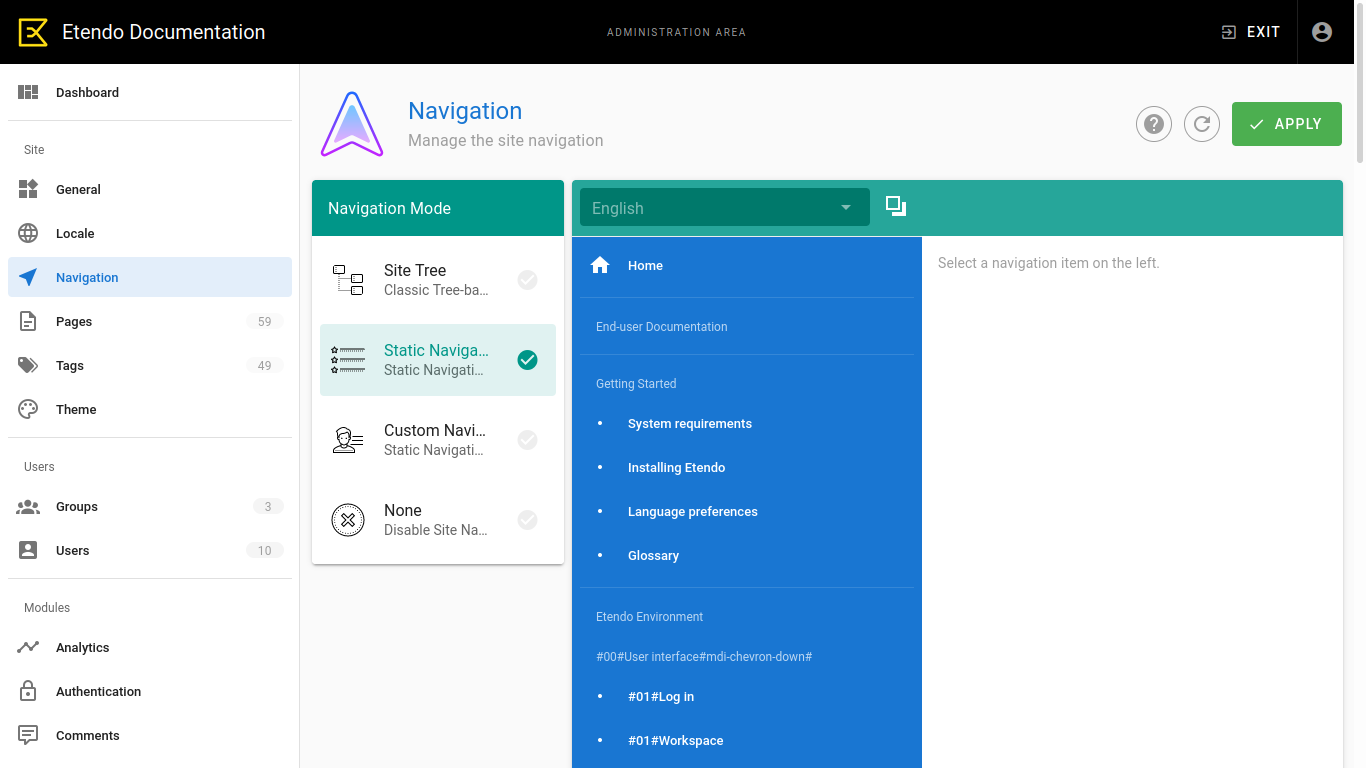 Etendo Documentation
ADMINISTRATION AREA
EXIT
Dashboard
Site
General
Locale
Navigation
Pages
59
Tags
49
Theme
Users
Groups
3
Users
10
Modules
Analytics
Authentication
Comments
Navigation
Manage the site navigation
APPLY
Navigation Mode
Site Tree
Classic Tree-ba…
Static Naviga…
Static Navigati…
Custom Navi…
Static Navigati…
None
Disable Site Na…
English
Home
End-user Documentation
Getting Started
System requirements
Installing Etendo
Language preferences
Glossary
Etendo Environment
#00#User interface#mdi-chevron-down#
#01#Log in
#01#Workspace
Select a navigation item on the left.